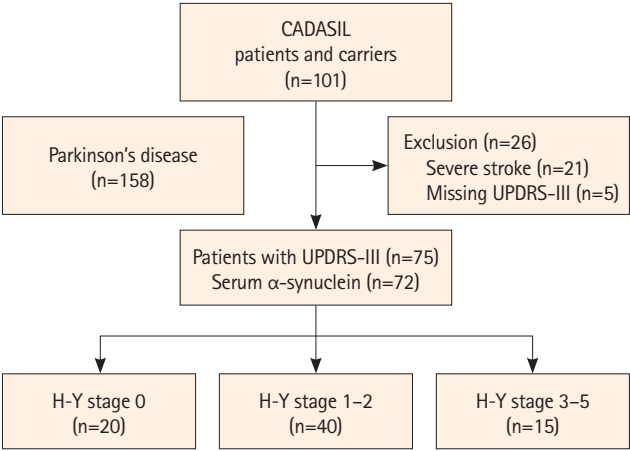 CADASIL
patients and carriers
(n=101)
Parkinson's disease
(n=158)
Exclusion (n=26)
Severe stroke (n=21)
Missing UPDRS-III (n=5)
Patients with UPDRS-III (n=75)
Serum α-synuclein (n=72)
H-Y stage 0
(n=20)
H-Y stage 1–2
(n=40)
H-Y stage 3–5
(n=15)